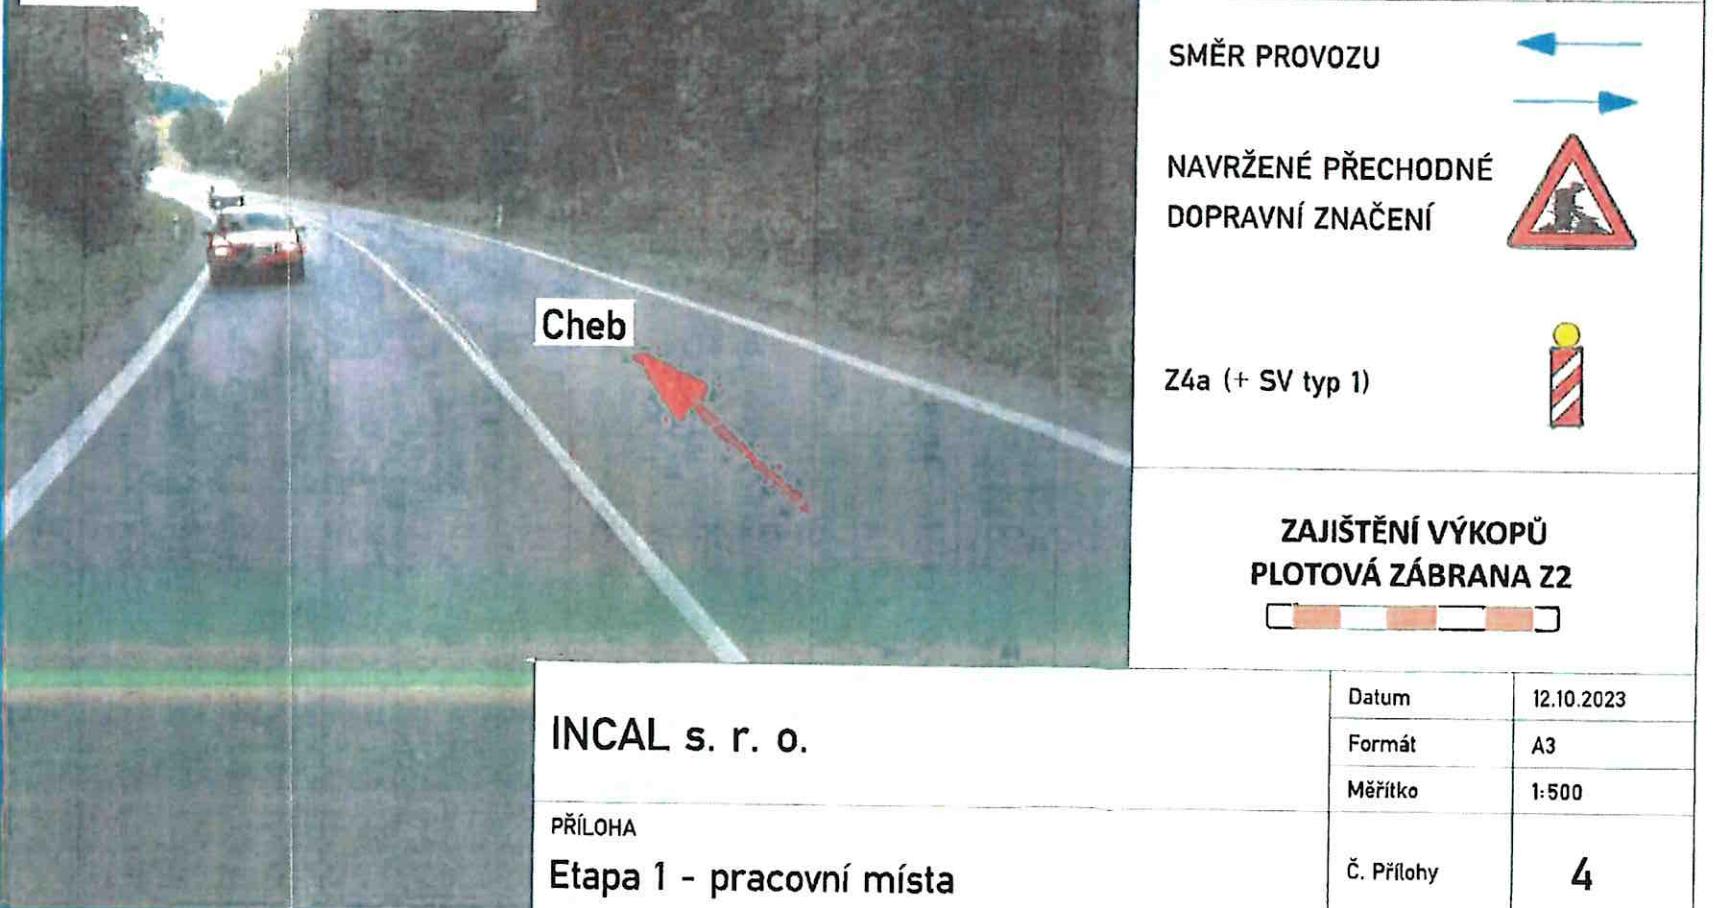 SMĚR PROVOZU
NAVRŽENÉ PŘECHODNÉ
DOPRAVNÍ ZNAČENÍ
Cheb
Z4a (+ SV typ 1)
ZAJIŠTĚNÍ VÝKOPŮ
PLOTOVÁ ZÁBRANA Z2
INCAL s. r. o.
Datum 12.10.2023
Formát A3
Měřítko 1:500
PŘÍLOHA
Etapa 1 - pracovní místa
Č. Přílohy 4